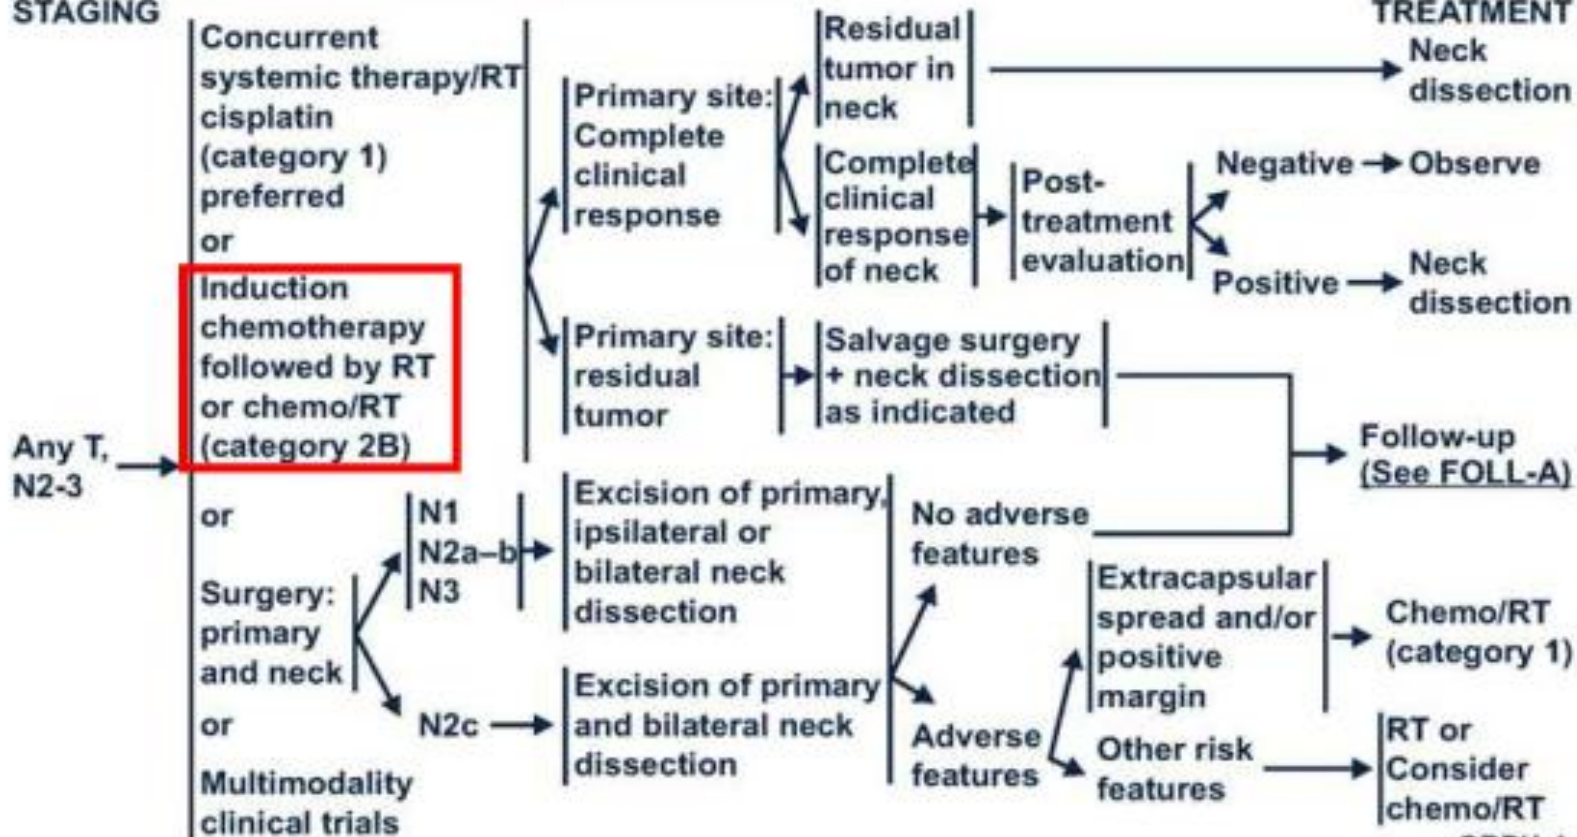 STAGING
TREATMENT
Concurrent
systemic therapy/RT
cisplatin
(category 1)
preferred
or
Induction
chemotherapy
followed by RT
or chemo/RT
(category 2B)
Any T,
N2-3
or
Surgery:
primary
and neck
or
Multimodality
clinical trials
Primary site:
Complete
clinical
response
Residual
tumor in
neck
Neck
dissection
Complete
clinical
response
of neck
Post-
treatment
evaluation
Negative
Observe
Positive
Neck
dissection
Primary site:
residual
tumor
Salvage surgery
+ neck dissection
as indicated
Follow-up
(See FOLL-A)
N1
N2a–b
N3
Excision of primary,
ipsilateral or
bilateral neck
dissection
N2c
Excision of primary
and bilateral neck
dissection
No adverse
features
Adverse
features
Extracapsular
spread and/or
positive
margin
Chemo/RT
(category 1)
Other risk
features
RT or
Consider
chemo/RT